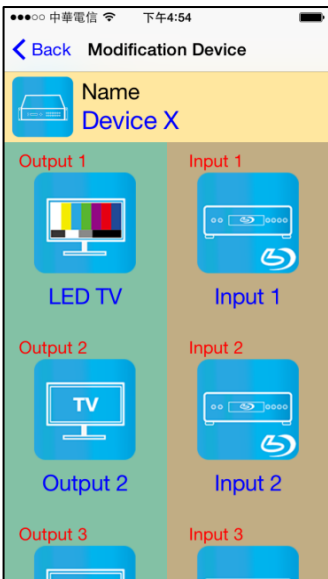 中華電信 下午4:54
Back Modification Device
Name
Device X
Output 1 Input 1
LED TV Input 1
Output 2 Input 2
TV
Output 2 Input 2
Output 3 Input 3